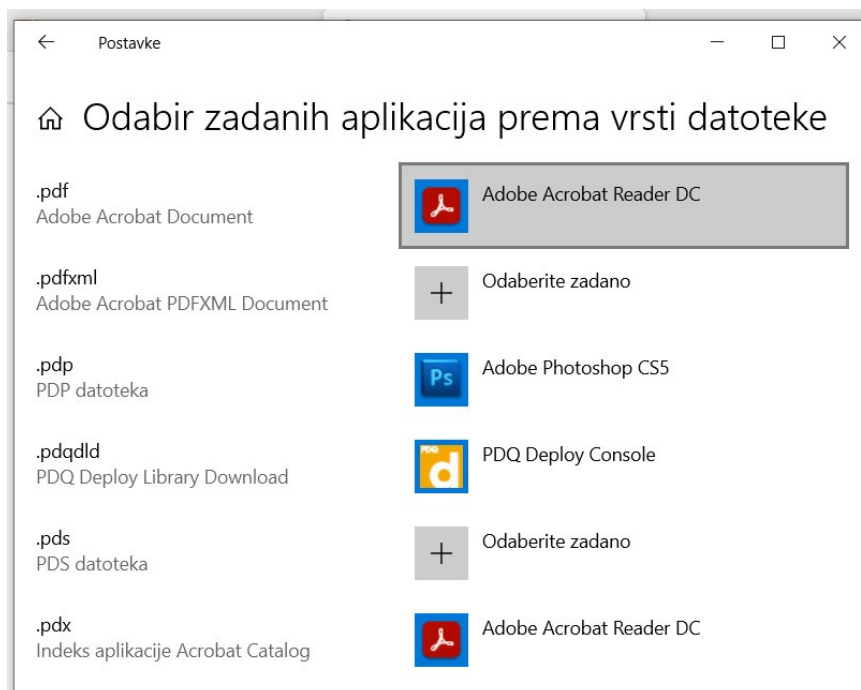 Postavke
Odabir zadanih aplikacija prema vrsti datoteke
.pdf
Adobe Acrobat Document
Adobe Acrobat Reader DC
.pdfxml
Adobe Acrobat PDFXML Document
Odaberite zadano
.pdp
PDP datoteka
Ps
Adobe Photoshop CS5
.pdqdld
PDQ Deploy Library Download
PDQ
d
PDQ Deploy Console
.pds
PDS datoteka
Odaberite zadano
.pdx
Indeks aplikacije Acrobat Catalog
Adobe Acrobat Reader DC